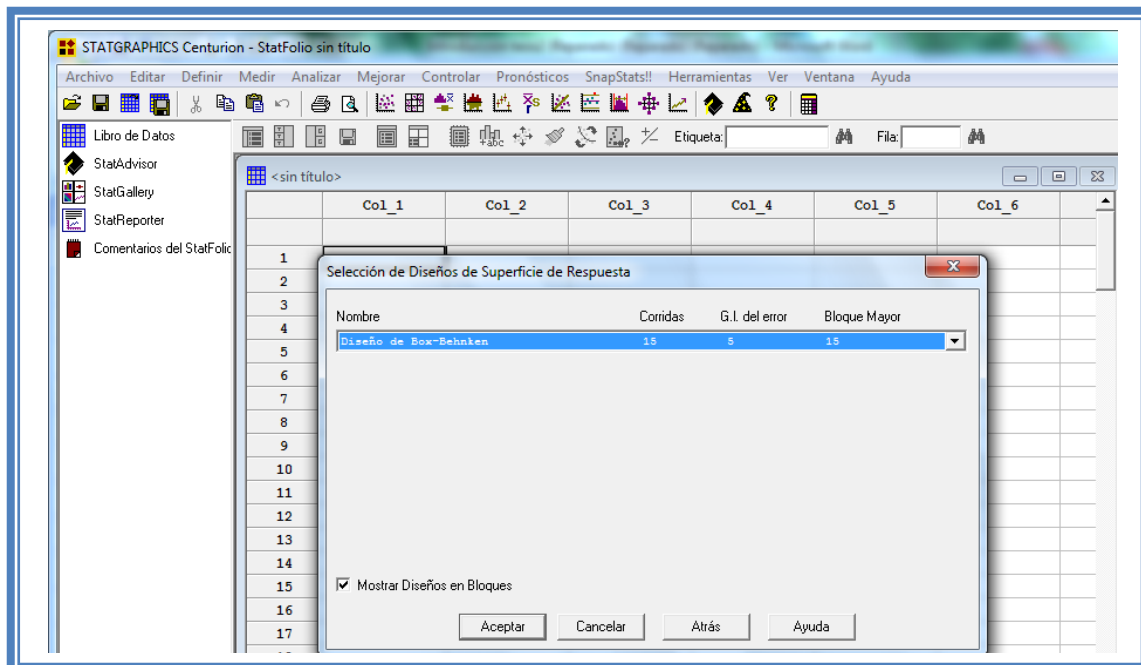 STATGRAPHICS Centurion - StatFolio sin título
Archivo Editar Definir Medir Analizar Mejorar Controlar Pronósticos SnapStats!! Herramientas Ver Ventana Ayuda
Etiqueta: Fila:
Libro de Datos
StatAdvisor
StatGallery
StatReporter
Comentarios del StatFolic
<sin título>
Col_1 Col_2 Col_3 Col_4 Col_5 Col_6
1
2
3
4
5
6
7
8
9
10
11
12
13
14
15
16
17
Selección de Diseños de Superficie de Respuesta
Nombre Corridas G.l. del error Bloque Mayor
Diseño de Box-Behnken 15 5 15
Mostrar Diseños en Bloques
Aceptar Cancelar Atrás Ayuda